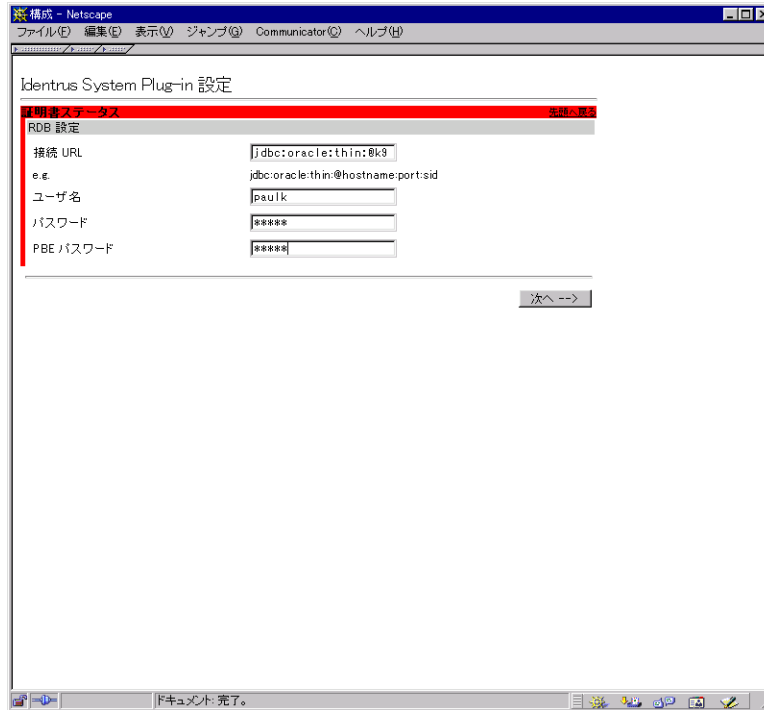 構成 - Netscape
ファイル(F) 編集(E) 表示(V) ジャンプ(G) Communicator(C) ヘルプ(H)
Identrus System Plug-in 設定
証明書ステータス 先頭へ戻る
RDB 設定
接続 URL jdbc:oracle:thin:@k9
e.g. jdbc:oracle:thin:@hostname:port:sid
ユーザ名 paulk
パスワード *****
PBE パスワード *****
次へ -->
ドキュメント: 完了。